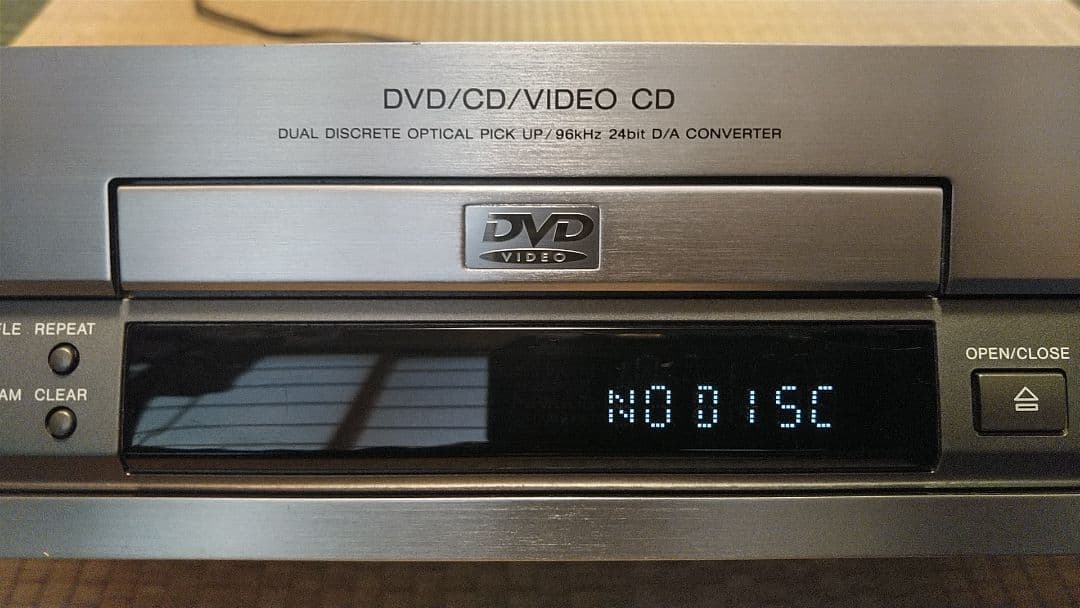 DVD/CD/VIDEO CD
DUAL DISCRETE OPTICAL PICK UP/96kHz 24bit D/A CONVERTER
DVD
VIDEO
REPEAT
CLEAR
NO DISC
OPEN/CLOSE